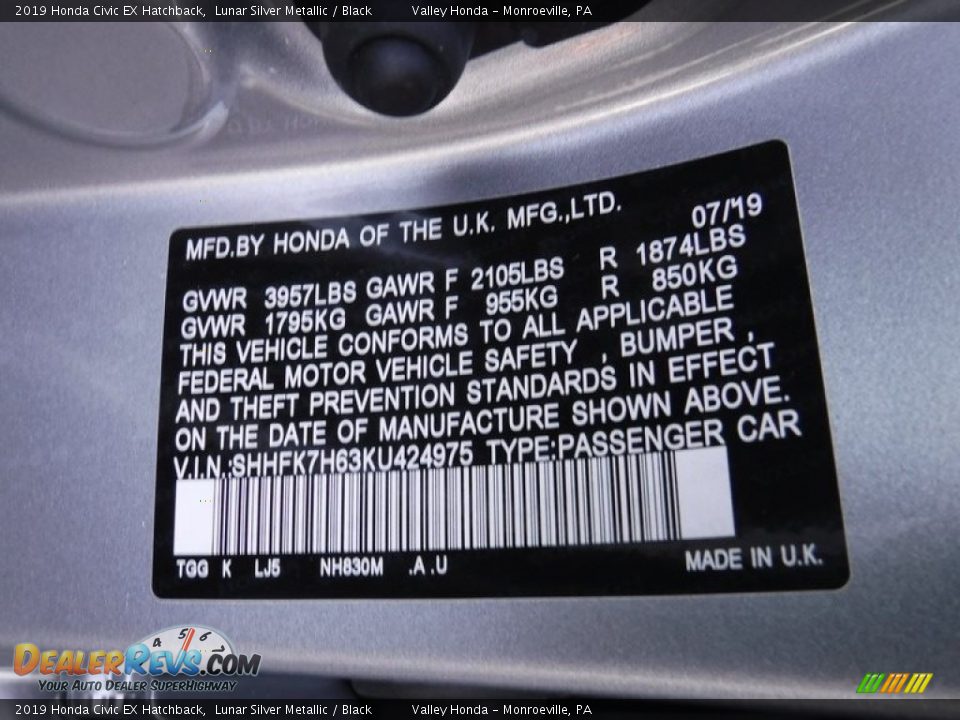 2019 Honda Civic EX Hatchback, Lunar Silver Metallic / Black Valley Honda - Monroeville, PA
MFD.BY HONDA OF THE U.K. MFG.,LTD. 07/19
GVWR 3957LBS GAWR F 2105LBS R 1874LBS
GVWR 1795KG GAWR F 955KG R 850KG
THIS VEHICLE CONFORMS TO ALL APPLICABLE
FEDERAL MOTOR VEHICLE SAFETY , BUMPER ,
AND THEFT PREVENTION STANDARDS IN EFFECT
ON THE DATE OF MANUFACTURE SHOWN ABOVE.
V.I.N.:SHHFK7H63KU424975 TYPE:PASSENGER CAR
TGG K LJ5 NH830M .A .U MADE IN U.K.
4 5 6
DealerRevs.com
Your Auto Dealer SuperHighway
2019 Honda Civic EX Hatchback, Lunar Silver Metallic / Black Valley Honda - Monroeville, PA